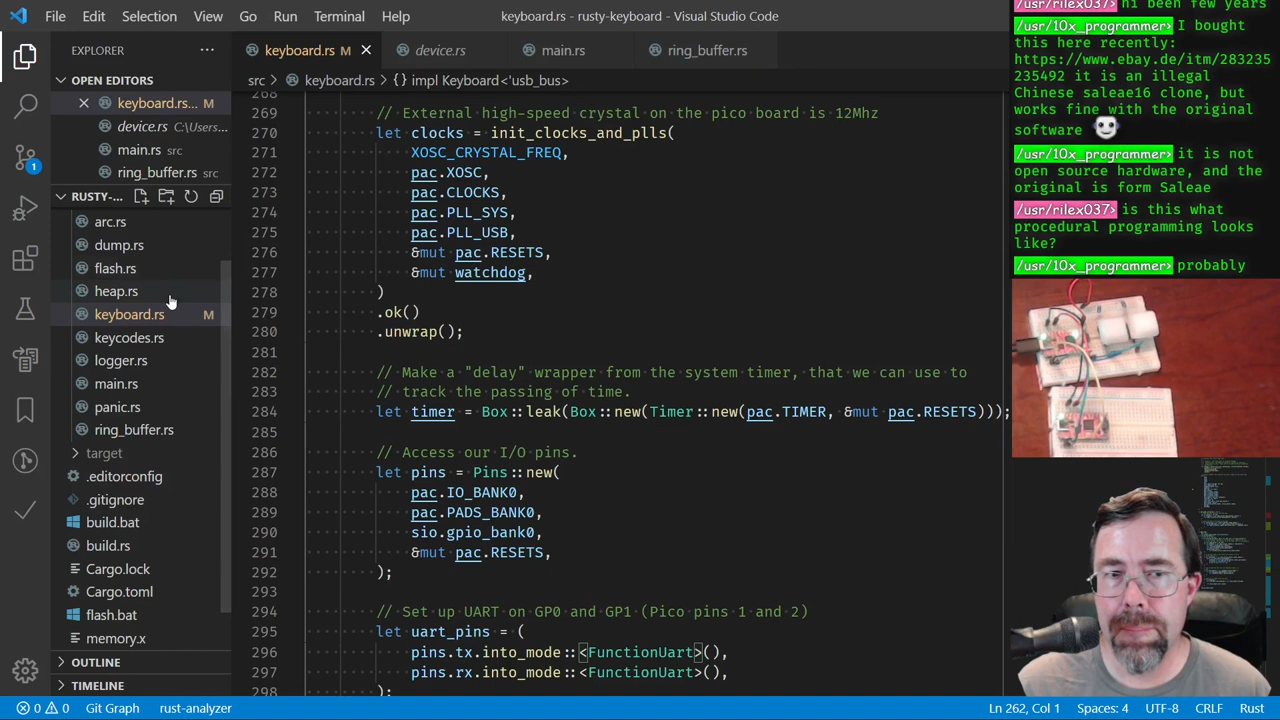 File Edit Selection View Go Run Terminal Help
keyboard.rs - rusty-keyboard - Visual Studio Code
EXPLORER
OPEN EDITORS
keyboard.rs... M
device.rs C:\Users...
main.rs src
ring_buffer.rs src
RUSTY-...
arc.rs
dump.rs
flash.rs
heap.rs
keyboard.rs M
keycodes.rs
logger.rs
main.rs
panic.rs
ring_buffer.rs
target
.editorconfig
.gitignore
build.bat
build.rs
Cargo.lock
Cargo.toml
flash.bat
memory.x
OUTLINE
TIMELINE
1
keyboard.rs M
device.rs
main.rs
ring_buffer.rs
src > keyboard.rs > {} impl Keyboard<'usb_bus>
268
269 // External high-speed crystal on the pico board is 12Mhz
270 let clocks = init_clocks_and_plls(
271 XOSC_CRYSTAL_FREQ,
272 pac.XOSC,
273 pac.CLOCKS,
274 pac.PLL_SYS,
275 pac.PLL_USB,
276 &mut pac.RESETS,
277 &mut watchdog,
278 )
279 .ok()
280 .unwrap();
281
282 // Make a "delay" wrapper from the system timer, that we can use to
283 // track the passing of time.
284 let timer = Box::leak(Box::new(Timer::new(pac.TIMER, &mut pac.RESETS)));
285
286 //Access our I/O pins.
287 let pins = Pins::new(
288 pac.IO_BANK0,
289 pac.PADS_BANK0,
290 sio.gpio_bank0,
291 &mut pac.RESETS,
292 );
293
294 // Set up UART on GP0 and GP1 (Pico pins 1 and 2)
295 let uart_pins = (
296 pins.tx.into_mode::<FunctionUart>(),
297 pins.rx.into_mode::<FunctionUart>(),
298 );
/usr/rilex037> hi been few years
/usr/10x_programmer> I bought
this here recently:
https://www.ebay.de/itm/283235
235492 it is an illegal
Chinese saleae16 clone, but
works fine with the original
software
/usr/10x_programmer> it is not
open source hardware, and the
original is form Saleae
/usr/rilex037> is this what
procedural programming looks
like?
/usr/10x_programmer> probably
0 0 Git Graph rust-analyzer
Ln 262, Col 1 Spaces: 4 UTF-8 CRLF Rust